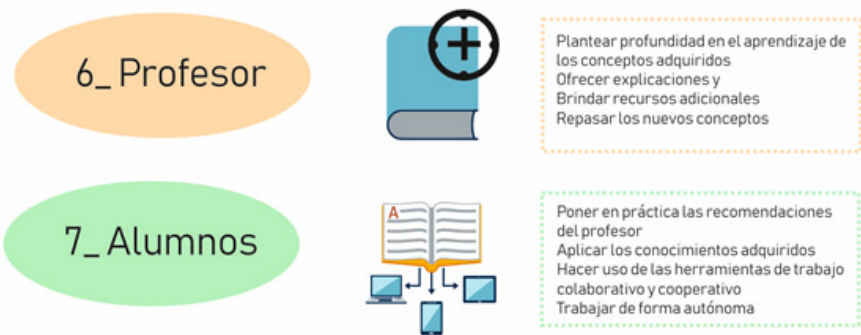 6_ Profesor
Plantear profundidad en el aprendizaje de
los conceptos adquiridos
Ofrecer explicaciones y
Brindar recursos adicionales
Repasar los nuevos conceptos
7_ Alumnos
A
Poner en práctica las recomendaciones
del profesor
Aplicar los conocimientos adquiridos
Hacer uso de las herramientas de trabajo
colaborativo y cooperativo
Trabajar de forma autónoma